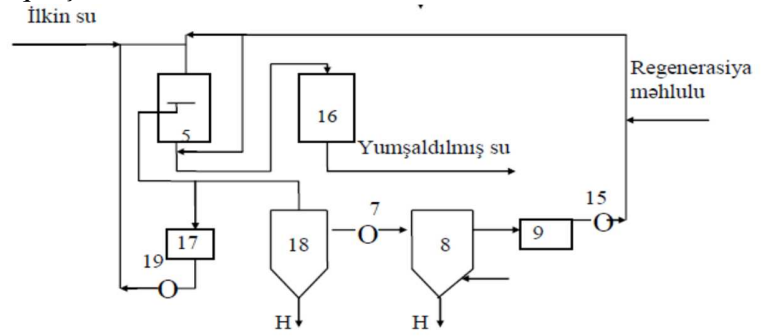 İlkin su
Regenerasiya
məhlulu
16
5
Yumşaldılmış su
7
15
17
18
8
9
19
H
H